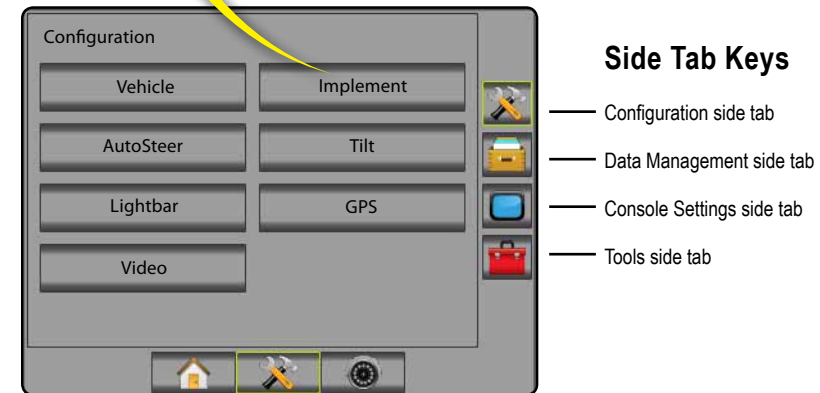 Configuration
Vehicle
Implement
AutoSteer
Tilt
Lightbar
GPS
Video
Side Tab Keys
Configuration side tab
Data Management side tab
Console Settings side tab
Tools side tab